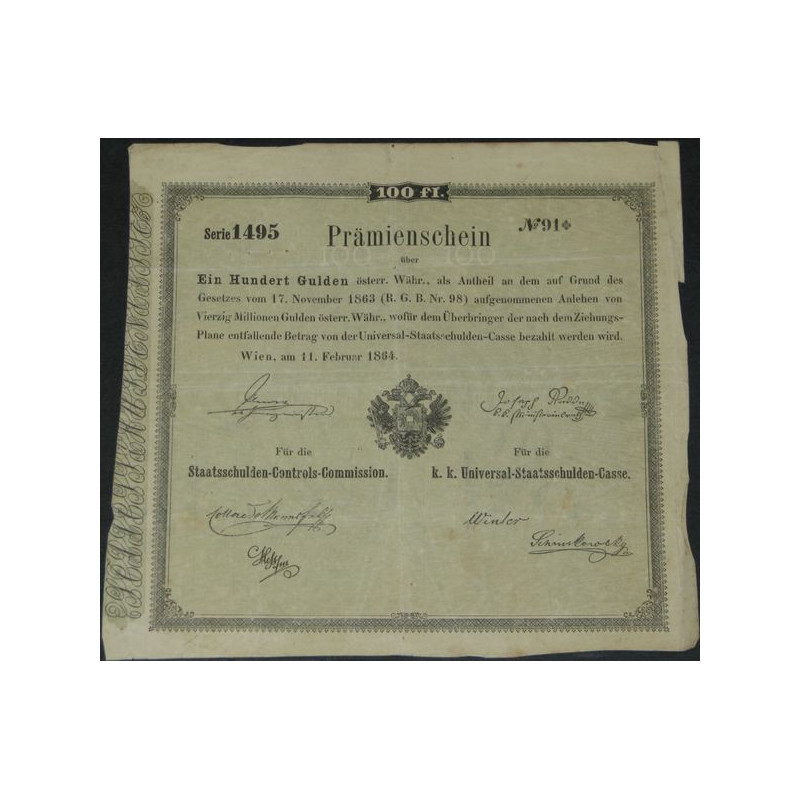 100 fl.
Serie 1495 №91
Prämienschein
über
Ein Hundert Gulden österr. Währ., als Antheil an dem auf Grund des
Gesetzes vom 17. November 1863 (R. G. B. Nr. 98) aufgenommenen Anlehen von
Vierzig Millionen Gulden österr. Währ., wofür dem Überbringer der nach dem Ziehungs-
Plane entfallende Betrag von der Universal-Staatsschulden-Casse bezahlt werden wird.
Wien, am 11. Februar 1864.
Für die
Staatsschulden-Controls-Commission.
Für die
k. k. Universal-Staatsschulden-Casse.
Winter